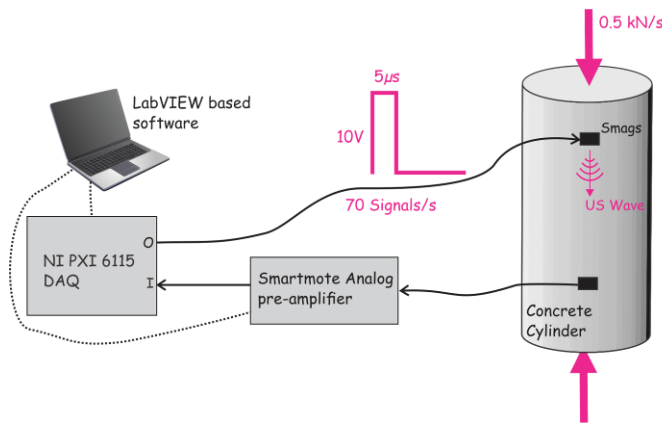 0.5 kN/s
5µs
LabVIEW based
software
10V
Smags
70 Signals/s
US Wave
O
NI PXI 6115
DAQ
I
Smartmote Analog
pre-amplifier
Concrete
Cylinder